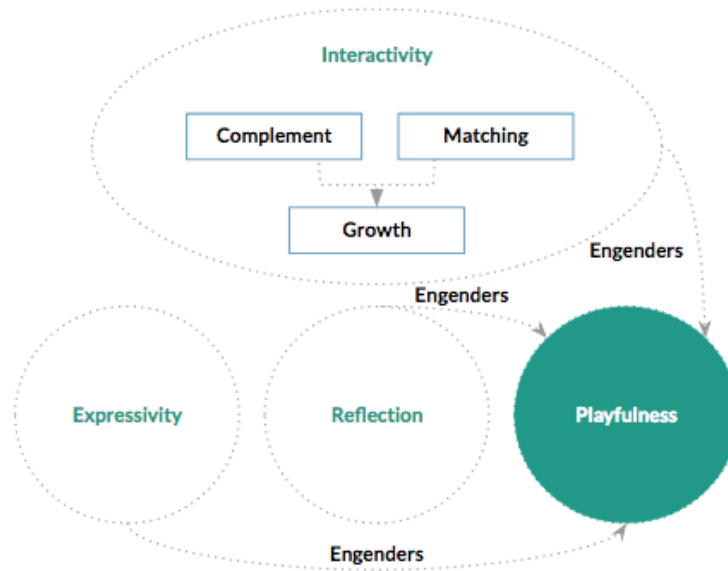 Interactivity
Complement
Matching
Growth
Engenders
Engenders
Expressivity
Reflection
Playfulness
Engenders